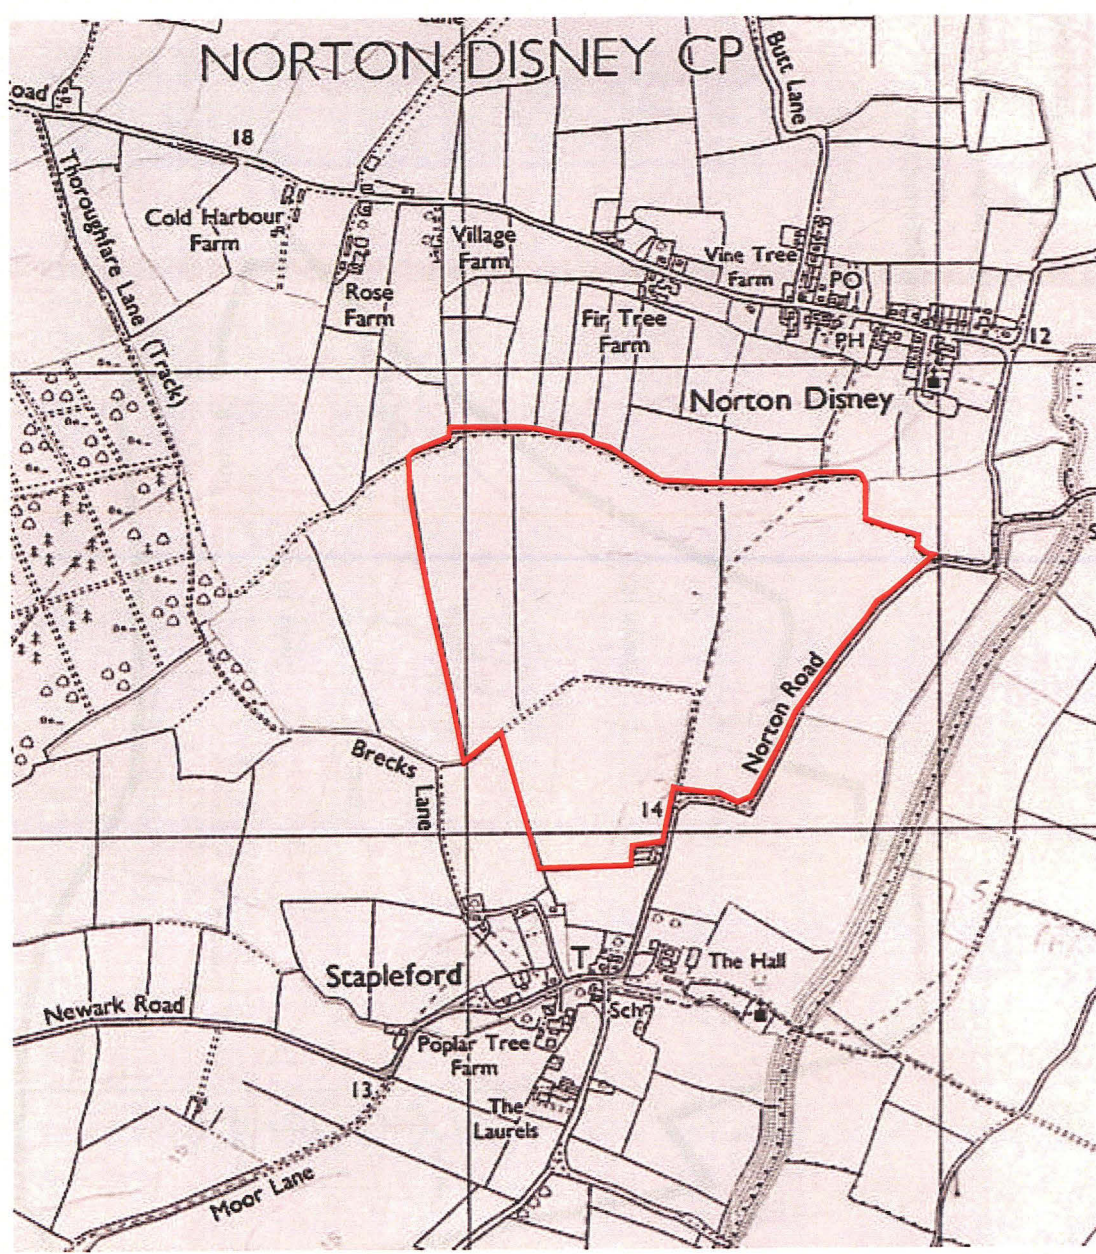 Lane
NORTON DISNEY CP
Butt Lane
oad
18
Thoroughfare Lane (Track)
Cold Harbour
Farm
Village
Farm
Vine Tree
Farm
PO
Rose
Farm
Fir Tree
Farm
PH
12
Norton Disney
Norton Road
Brecks
Lane
14
Stapleford
T
The Hall
Newark Road
Sch
Poplar Tree
Farm
13
The
Laurels
Moor Lane